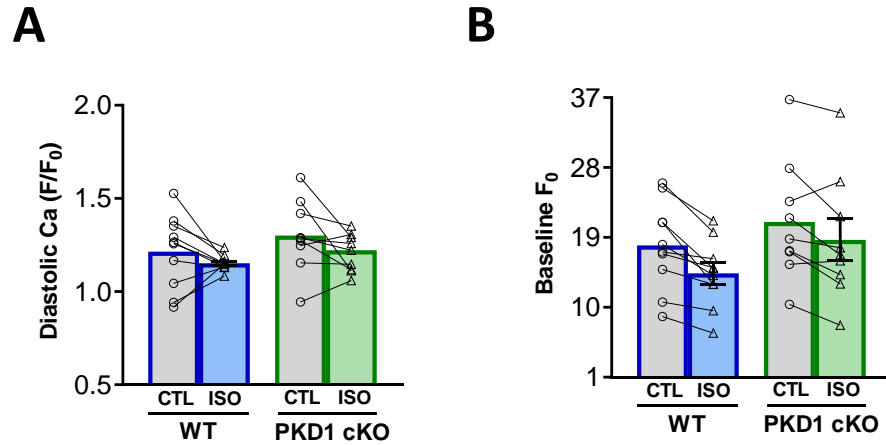 A
Diastolic Ca (F/F0)
2.0
1.5
1.0
0.5
CTL ISO CTL ISO
WT PKD1 cKO
B
Baseline F0
37
28
19
10
1
CTL ISO CTL ISO
WT PKD1 cKO